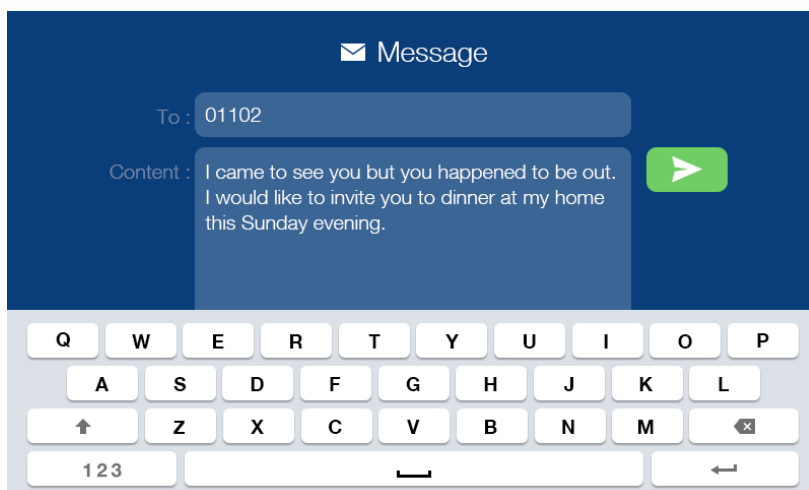 Message
To : 01102
Content : I came to see you but you happened to be out.
I would like to invite you to dinner at my home
this Sunday evening.
Q W E R T Y U I O P
A S D F G H J K L
Z X C V B N M
123